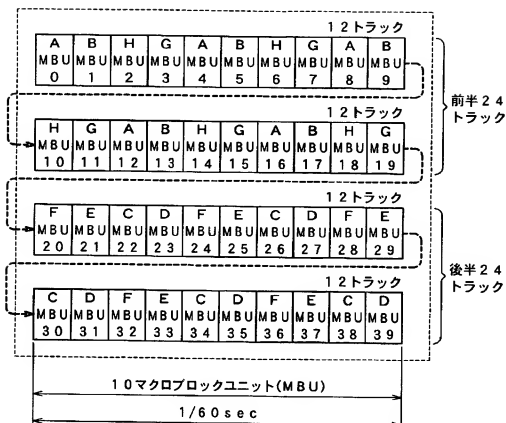 12トラック
A B H G A B H G A B
MBU MBU MBU MBU MBU MBU MBU MBU MBU MBU
0 1 2 3 4 5 6 7 8 9
前半24
トラック
12トラック
H G A B H G A B H G
MBU MBU MBU MBU MBU MBU MBU MBU MBU MBU
10 11 12 13 14 15 16 17 18 19
12トラック
F E C D F E C D F E
MBU MBU MBU MBU MBU MBU MBU MBU MBU MBU
20 21 22 23 24 25 26 27 28 29
後半24
トラック
12トラック
C D F E C D F E C D
MBU MBU MBU MBU MBU MBU MBU MBU MBU MBU
30 31 32 33 34 35 36 37 38 39
10マクロブロックユニット(MBU)
1/60sec